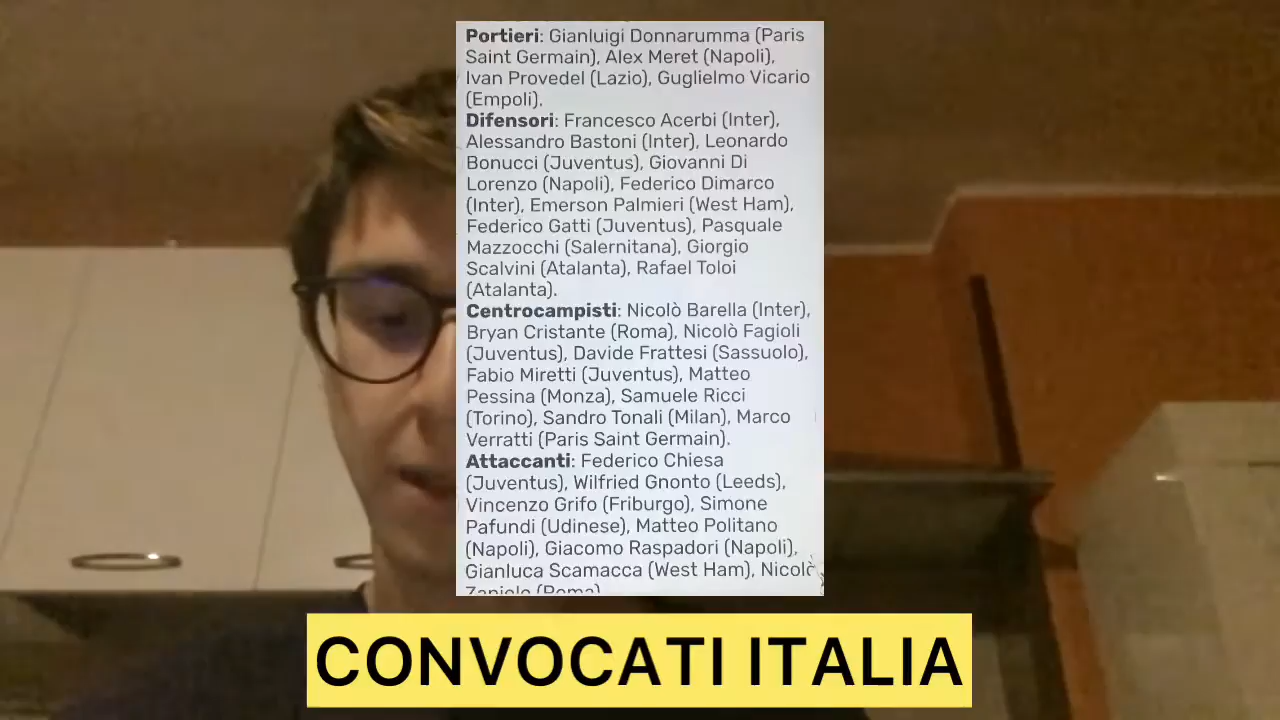 Portieri: Gianluigi Donnarumma (Paris
Saint Germain), Alex Meret (Napoli),
Ivan Provedel (Lazio), Guglielmo Vicario
(Empoli).
Difensori: Francesco Acerbi (Inter),
Alessandro Bastoni (Inter), Leonardo
Bonucci (Juventus), Giovanni Di
Lorenzo (Napoli), Federico Dimarco
(Inter), Emerson Palmieri (West Ham),
Federico Gatti (Juventus), Pasquale
Mazzocchi (Salernitana), Giorgio
Scalvini (Atalanta), Rafael Toloi
(Atalanta).
Centrocampisti: Nicolò Barella (Inter),
Bryan Cristante (Roma), Nicolò Fagioli
(Juventus), Davide Frattesi (Sassuolo),
Fabio Miretti (Juventus), Matteo
Pessina (Monza), Samuele Ricci
(Torino), Sandro Tonali (Milan), Marco
Verratti (Paris Saint Germain).
Attaccanti: Federico Chiesa
(Juventus), Wilfried Gnonto (Leeds),
Vincenzo Grifo (Friburgo), Simone
Pafundi (Udinese), Matteo Politano
(Napoli), Giacomo Raspadori (Napoli),
Gianluca Scamacca (West Ham), Nicolò
Zaniolo (Roma)
CONVOCATI ITALIA